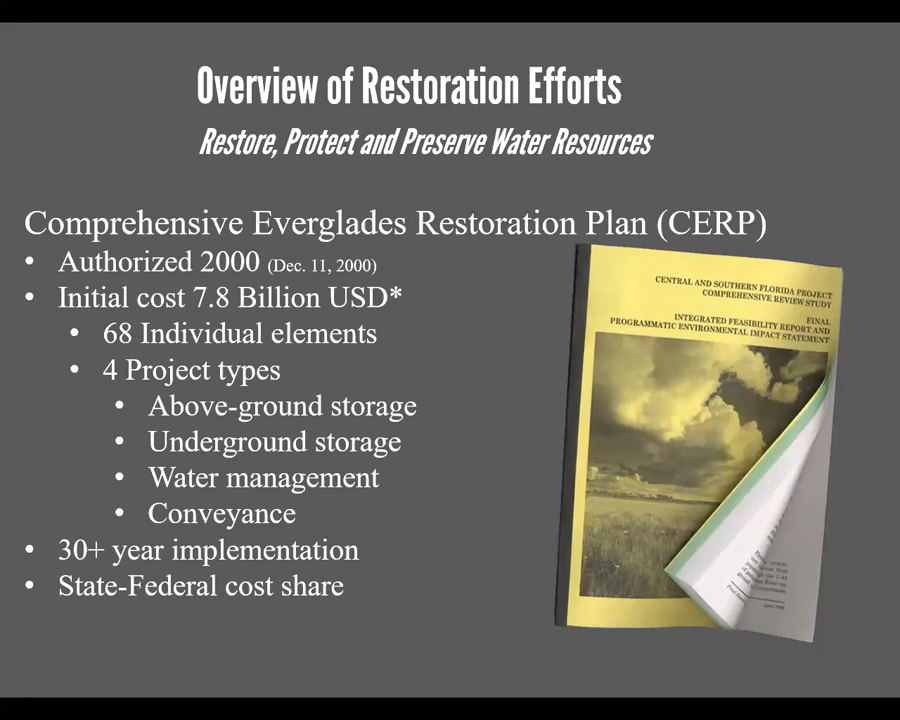 Overview of Restoration Efforts
Restore, Protect and Preserve Water Resources
Comprehensive Everglades Restoration Plan (CERP)
• Authorized 2000 (Dec. 11, 2000)
• Initial cost 7.8 Billion USD*
• 68 Individual elements
• 4 Project types
• Above-ground storage
• Underground storage
• Water management
• Conveyance
• 30+ year implementation
• State-Federal cost share
CENTRAL AND SOUTHERN FLORIDA PROJECT
COMPREHENSIVE REVIEW STUDY
FINAL
INTEGRATED FEASIBILITY REPORT AND
PROGRAMMATIC ENVIRONMENTAL IMPACT STATEMENT